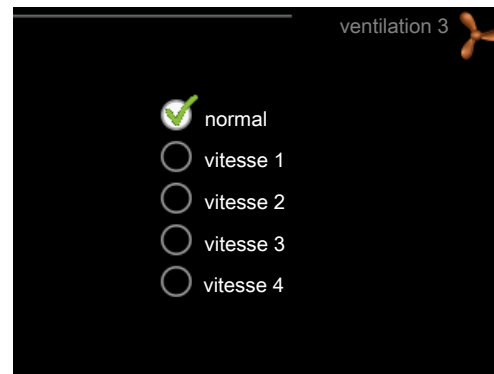 ventilation 3
normal
vitesse 1
vitesse 2
vitesse 3
vitesse 4